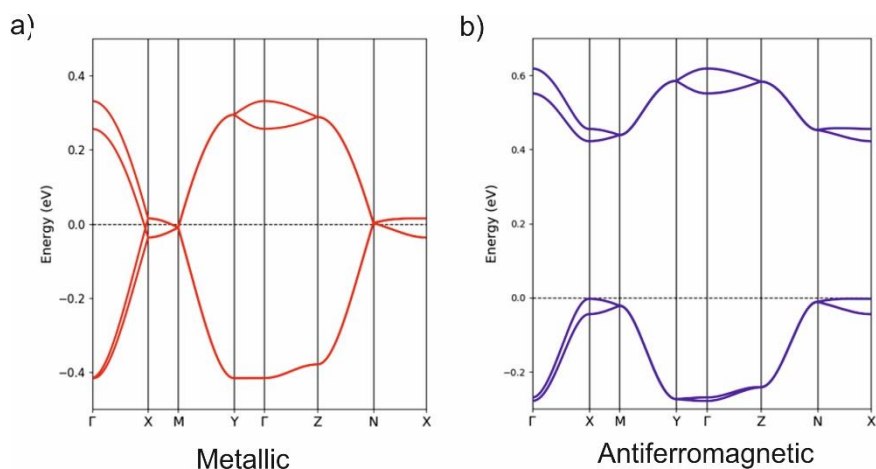 a)
Energy (eV)
0.4
0.2
0.0
−0.2
−0.4
Γ X M Y Γ Z N X
Metallic
b)
Energy (eV)
0.6
0.4
0.2
0.0
−0.2
Γ X M Y Γ Z N X
Antiferromagnetic